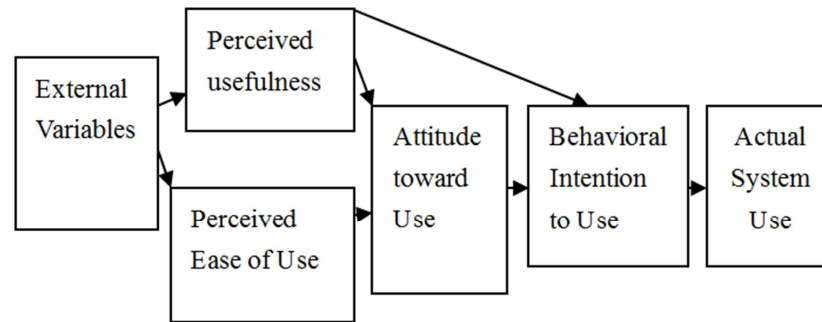 External
Variables
Perceived
usefulness
Perceived
Ease of Use
Attitude
toward
Use
Behavioral
Intention
to Use
Actual
System
Use